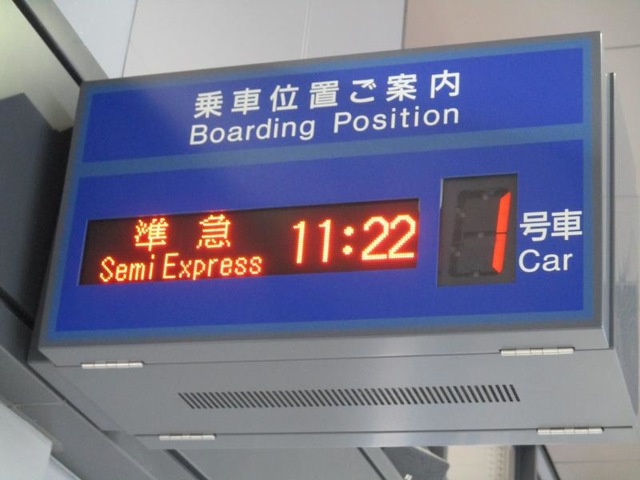 乗車位置ご案内
Boarding Position
準急 11:22
Semi Express
1号車
Car